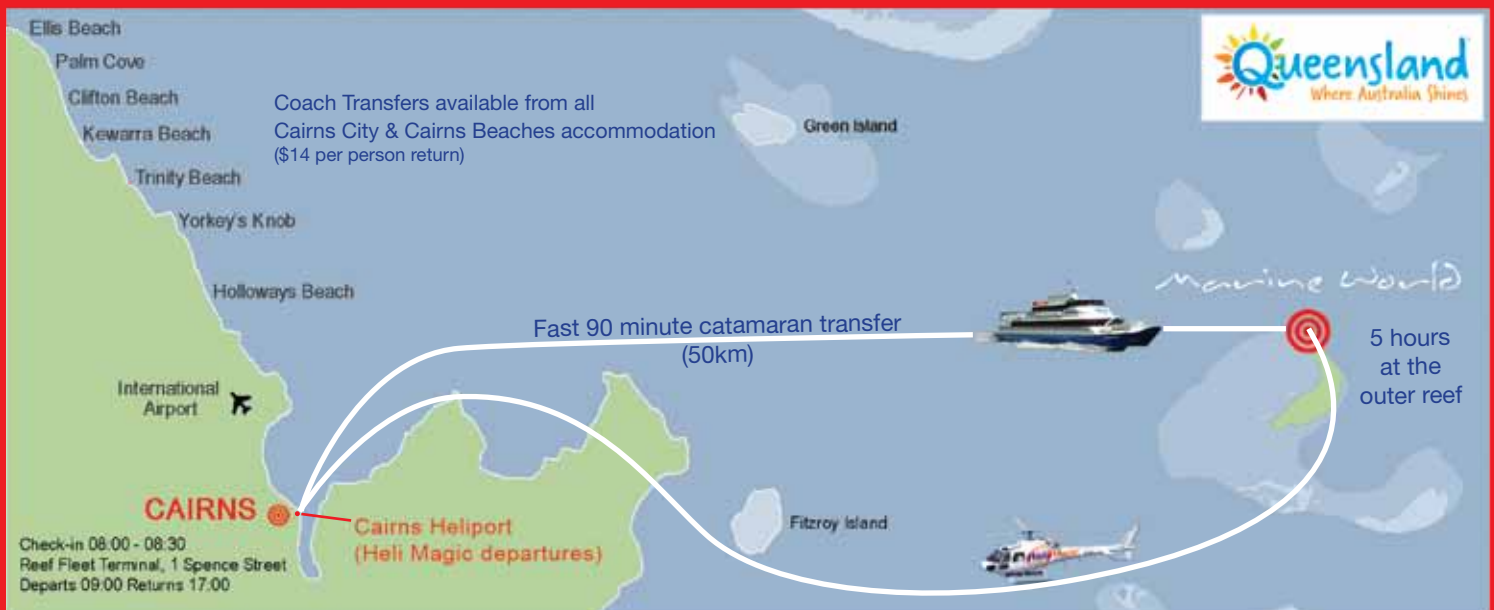 Ellis Beach
Palm Cove
Clifton Beach
Kewarra Beach
Trinity Beach
Yorkey's Knob
Holloways Beach
Coach Transfers available from all
Cairns City & Cairns Beaches accommodation
($14 per person return)
Green Island
Queensland
Where Australia Shines
Marine World
Fast 90 minute catamaran transfer
(50km)
5 hours
at the
outer reef
International
Airport
CAIRNS
Cairns Heliport
(Heli Magic departures)
Fitzroy Island
Check-in 08:00 - 08:30
Reef Fleet Terminal, 1 Spence Street
Departs 09:00 Returns 17:00